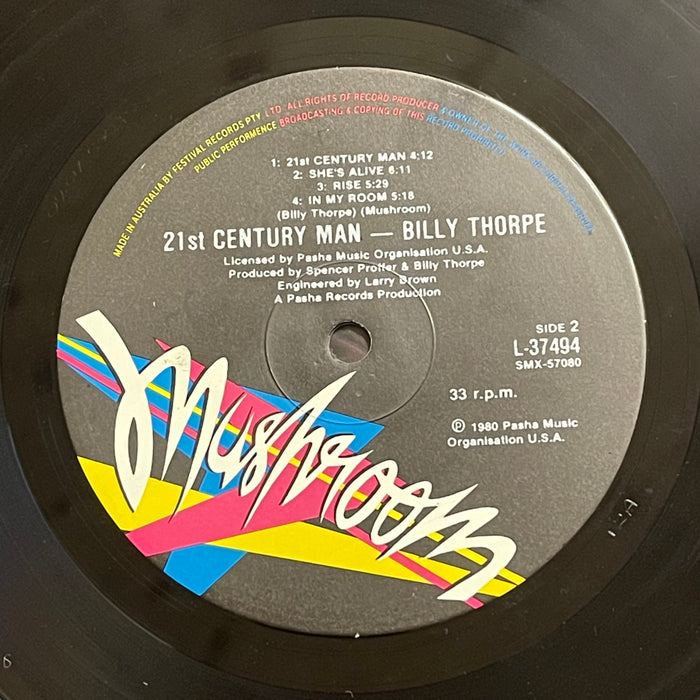 MADE IN AUSTRALIA BY FESTIVAL RECORDS PTY. LTD. ALL RIGHTS OF RECORD PRODUCER & OWNER OF THE
PUBLIC PERFORMENCE BROADCASTING & COPYING OF THIS RECORD PROHIBITED
1: 21st CENTURY MAN 4:12
2: SHE'S ALIVE 6:11
3: RISE 5:29
4: IN MY ROOM 5:18
(Billy Thorpe) (Mushroom)
21st CENTURY MAN — BILLY THORPE
Licensed by Pasha Music Organisation U.S.A.
Produced by Spencer Proffer & Billy Thorpe
Engineered by Larry Brown
A Pasha Records Production
SIDE 2
L-37494
SMX-57080
33 r.p.m.
℗ 1980 Pasha Music
Organisation U.S.A.
Mushroom